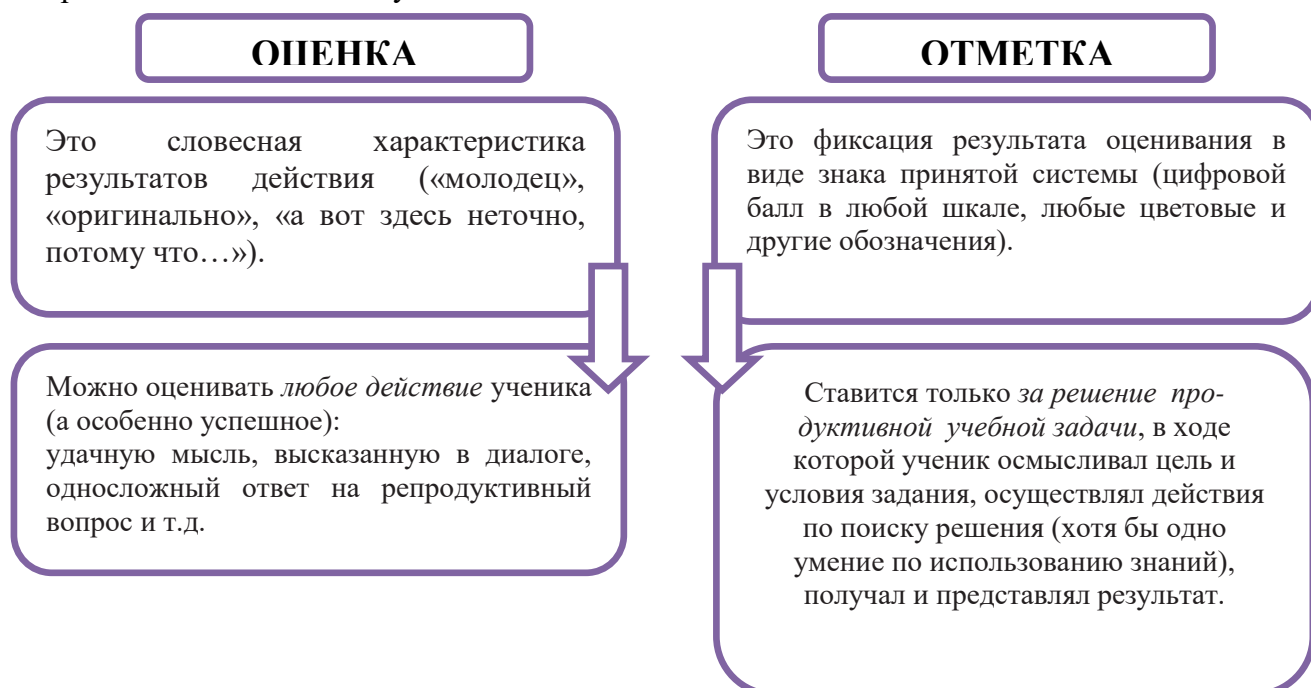 ОЦЕНКА
Это словесная характеристика
результатов действия («молодец»,
«оригинально», «а вот здесь неточно,
потому что…»).
Можно оценивать любое действие ученика
(а особенно успешное):
удачную мысль, высказанную в диалоге,
односложный ответ на репродуктивный
вопрос и т.д.
ОТМЕТКА
Это фиксация результата оценивания в
виде знака принятой системы (цифровой
балл в любой шкале, любые цветовые и
другие обозначения).
Ставится только за решение про-
дуктивной учебной задачи, в ходе
которой ученик осмысливал цель и
условия задания, осуществлял действия
по поиску решения (хотя бы одно
умение по использованию знаний),
получал и представлял результат.